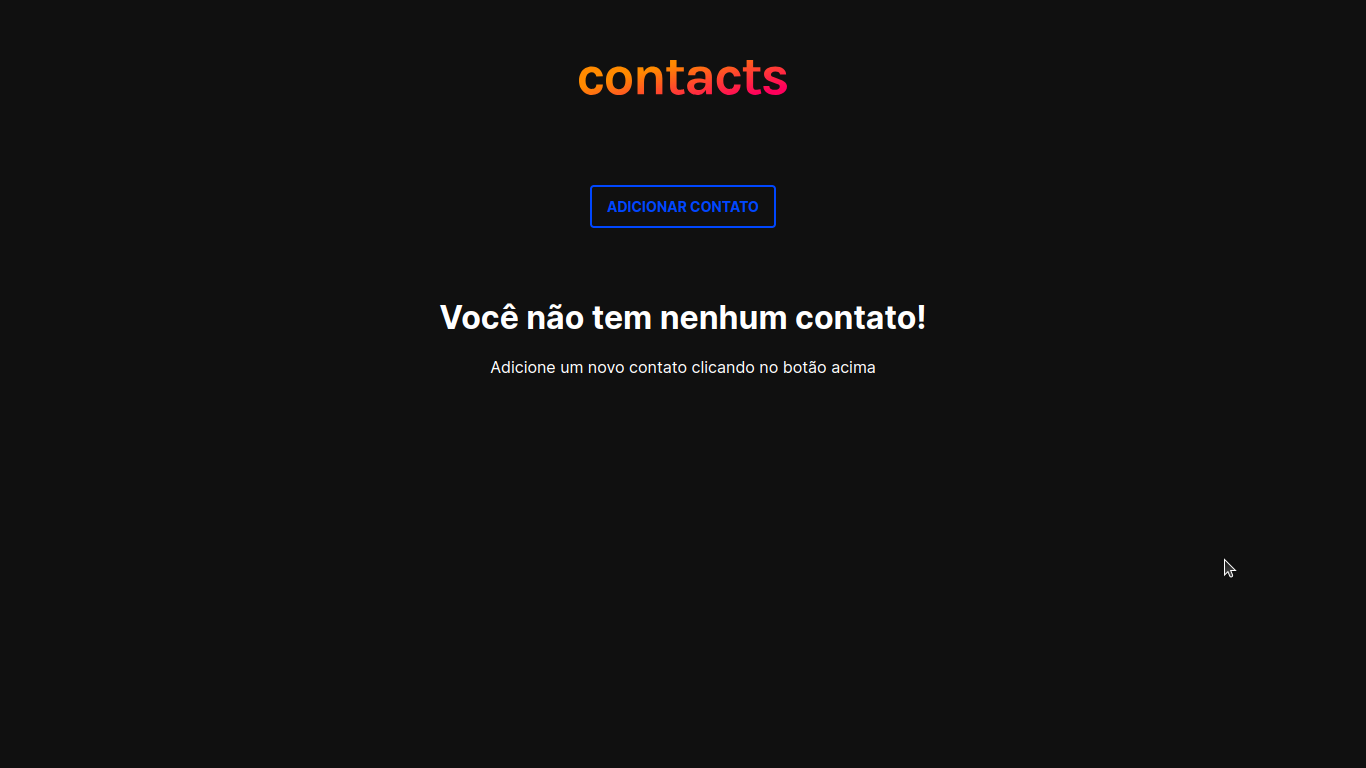 contacts
ADICIONAR CONTATO
Você não tem nenhum contato!
Adicione um novo contato clicando no botão acima